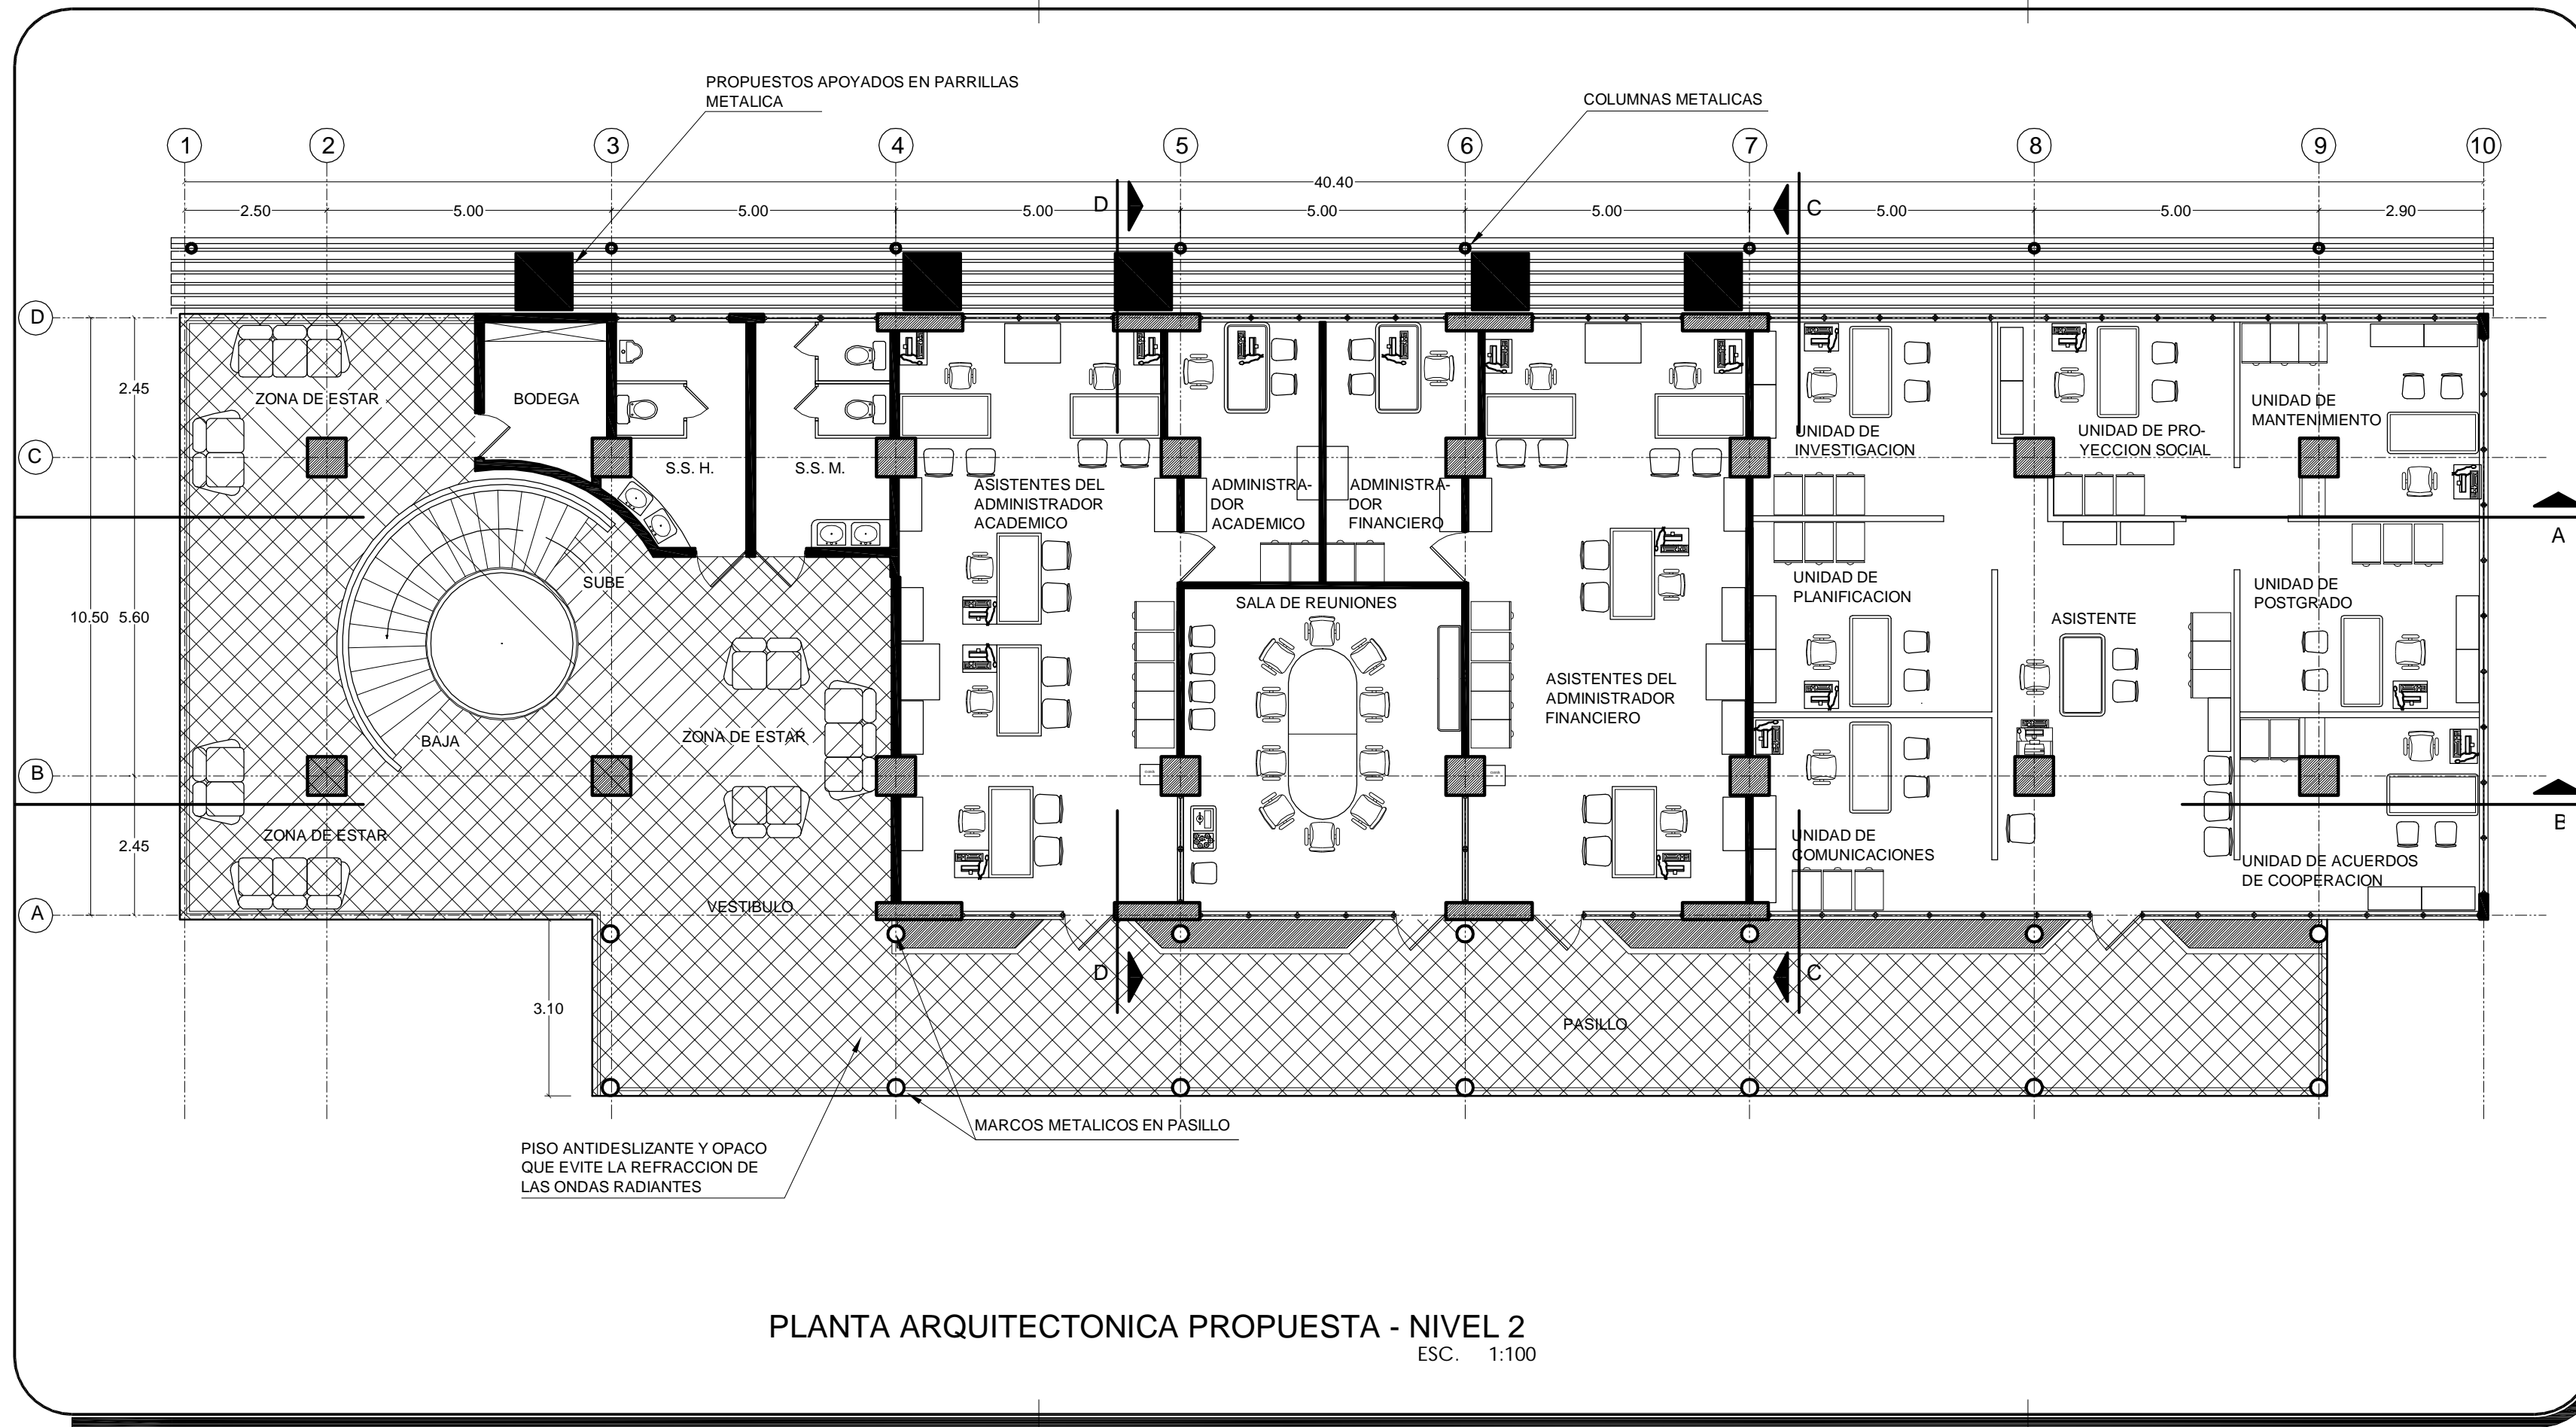 PROPUESTOS APOYADOS EN PARRILLAS
METALICA
COLUMNAS METALICAS
1
2
3
4
5
6
7
8
9
10
40.40
2.50
5.00
5.00
5.00
5.00
5.00
5.00
5.00
2.90
D
C
D
C
B
A
2.45
10.50
5.60
2.45
3.10
ZONA DE ESTAR
BODEGA
S.S. H.
S.S. M.
ASISTENTES DEL
ADMINISTRADOR
ACADEMICO
ADMINISTRA-
DOR
ACADEMICO
ADMINISTRA-
DOR
FINANCIERO
UNIDAD DE
INVESTIGACION
UNIDAD DE PRO-
YECCION SOCIAL
UNIDAD DE
MANTENIMIENTO
A
SUBE
BAJA
SALA DE REUNIONES
UNIDAD DE
PLANIFICACION
ASISTENTE
UNIDAD DE
POSTGRADO
ZONA DE ESTAR
ASISTENTES DEL
ADMINISTRADOR
FINANCIERO
ZONA DE ESTAR
UNIDAD DE
COMUNICACIONES
UNIDAD DE ACUERDOS
DE COOPERACION
B
VESTIBULO
D
C
PASILLO
MARCOS METALICOS EN PASILLO
PISO ANTIDESLIZANTE Y OPACO
QUE EVITE LA REFRACCION DE
LAS ONDAS RADIANTES
PLANTA ARQUITECTONICA PROPUESTA - NIVEL 2
ESC. 1:100